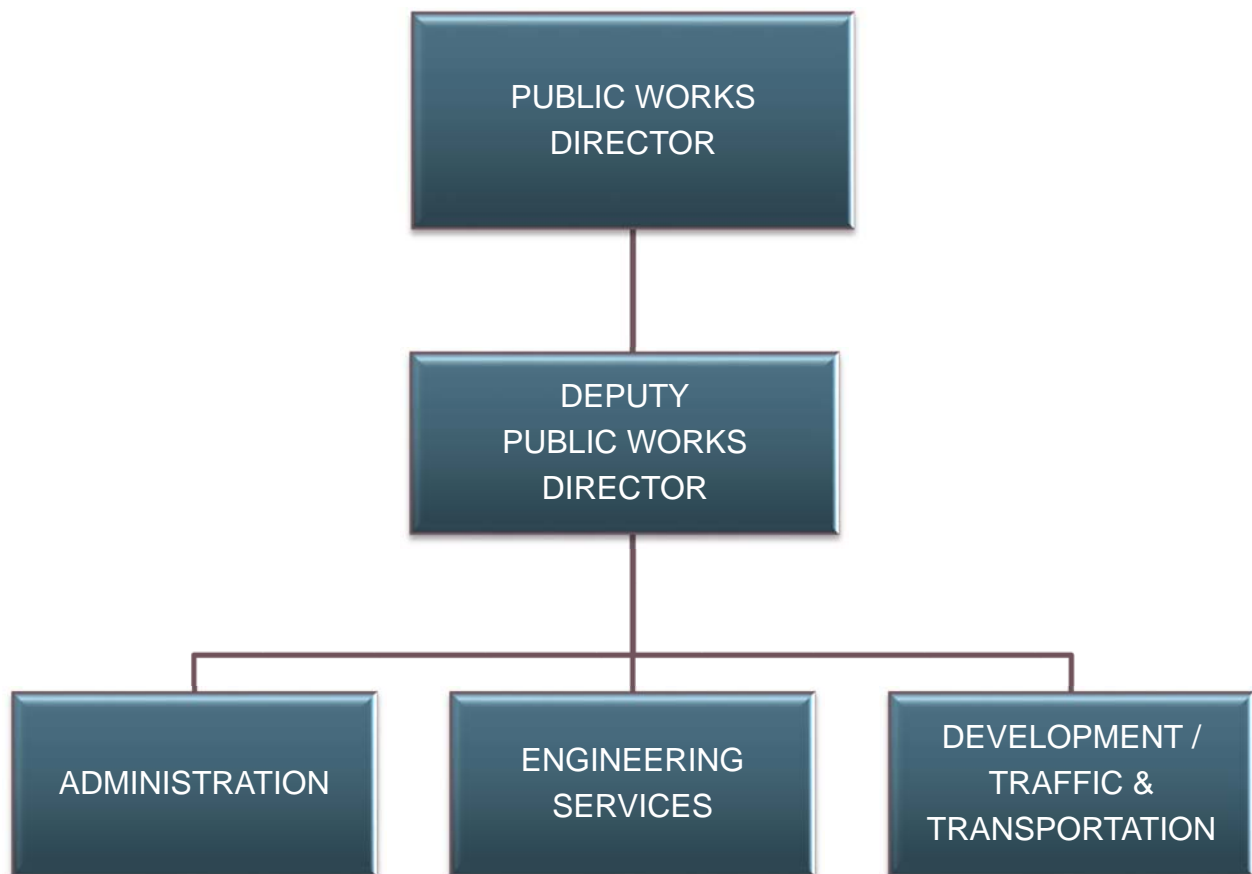 PUBLIC WORKS
DIRECTOR
DEPUTY
PUBLIC WORKS
DIRECTOR
ADMINISTRATION
ENGINEERING
SERVICES
DEVELOPMENT /
TRAFFIC &
TRANSPORTATION